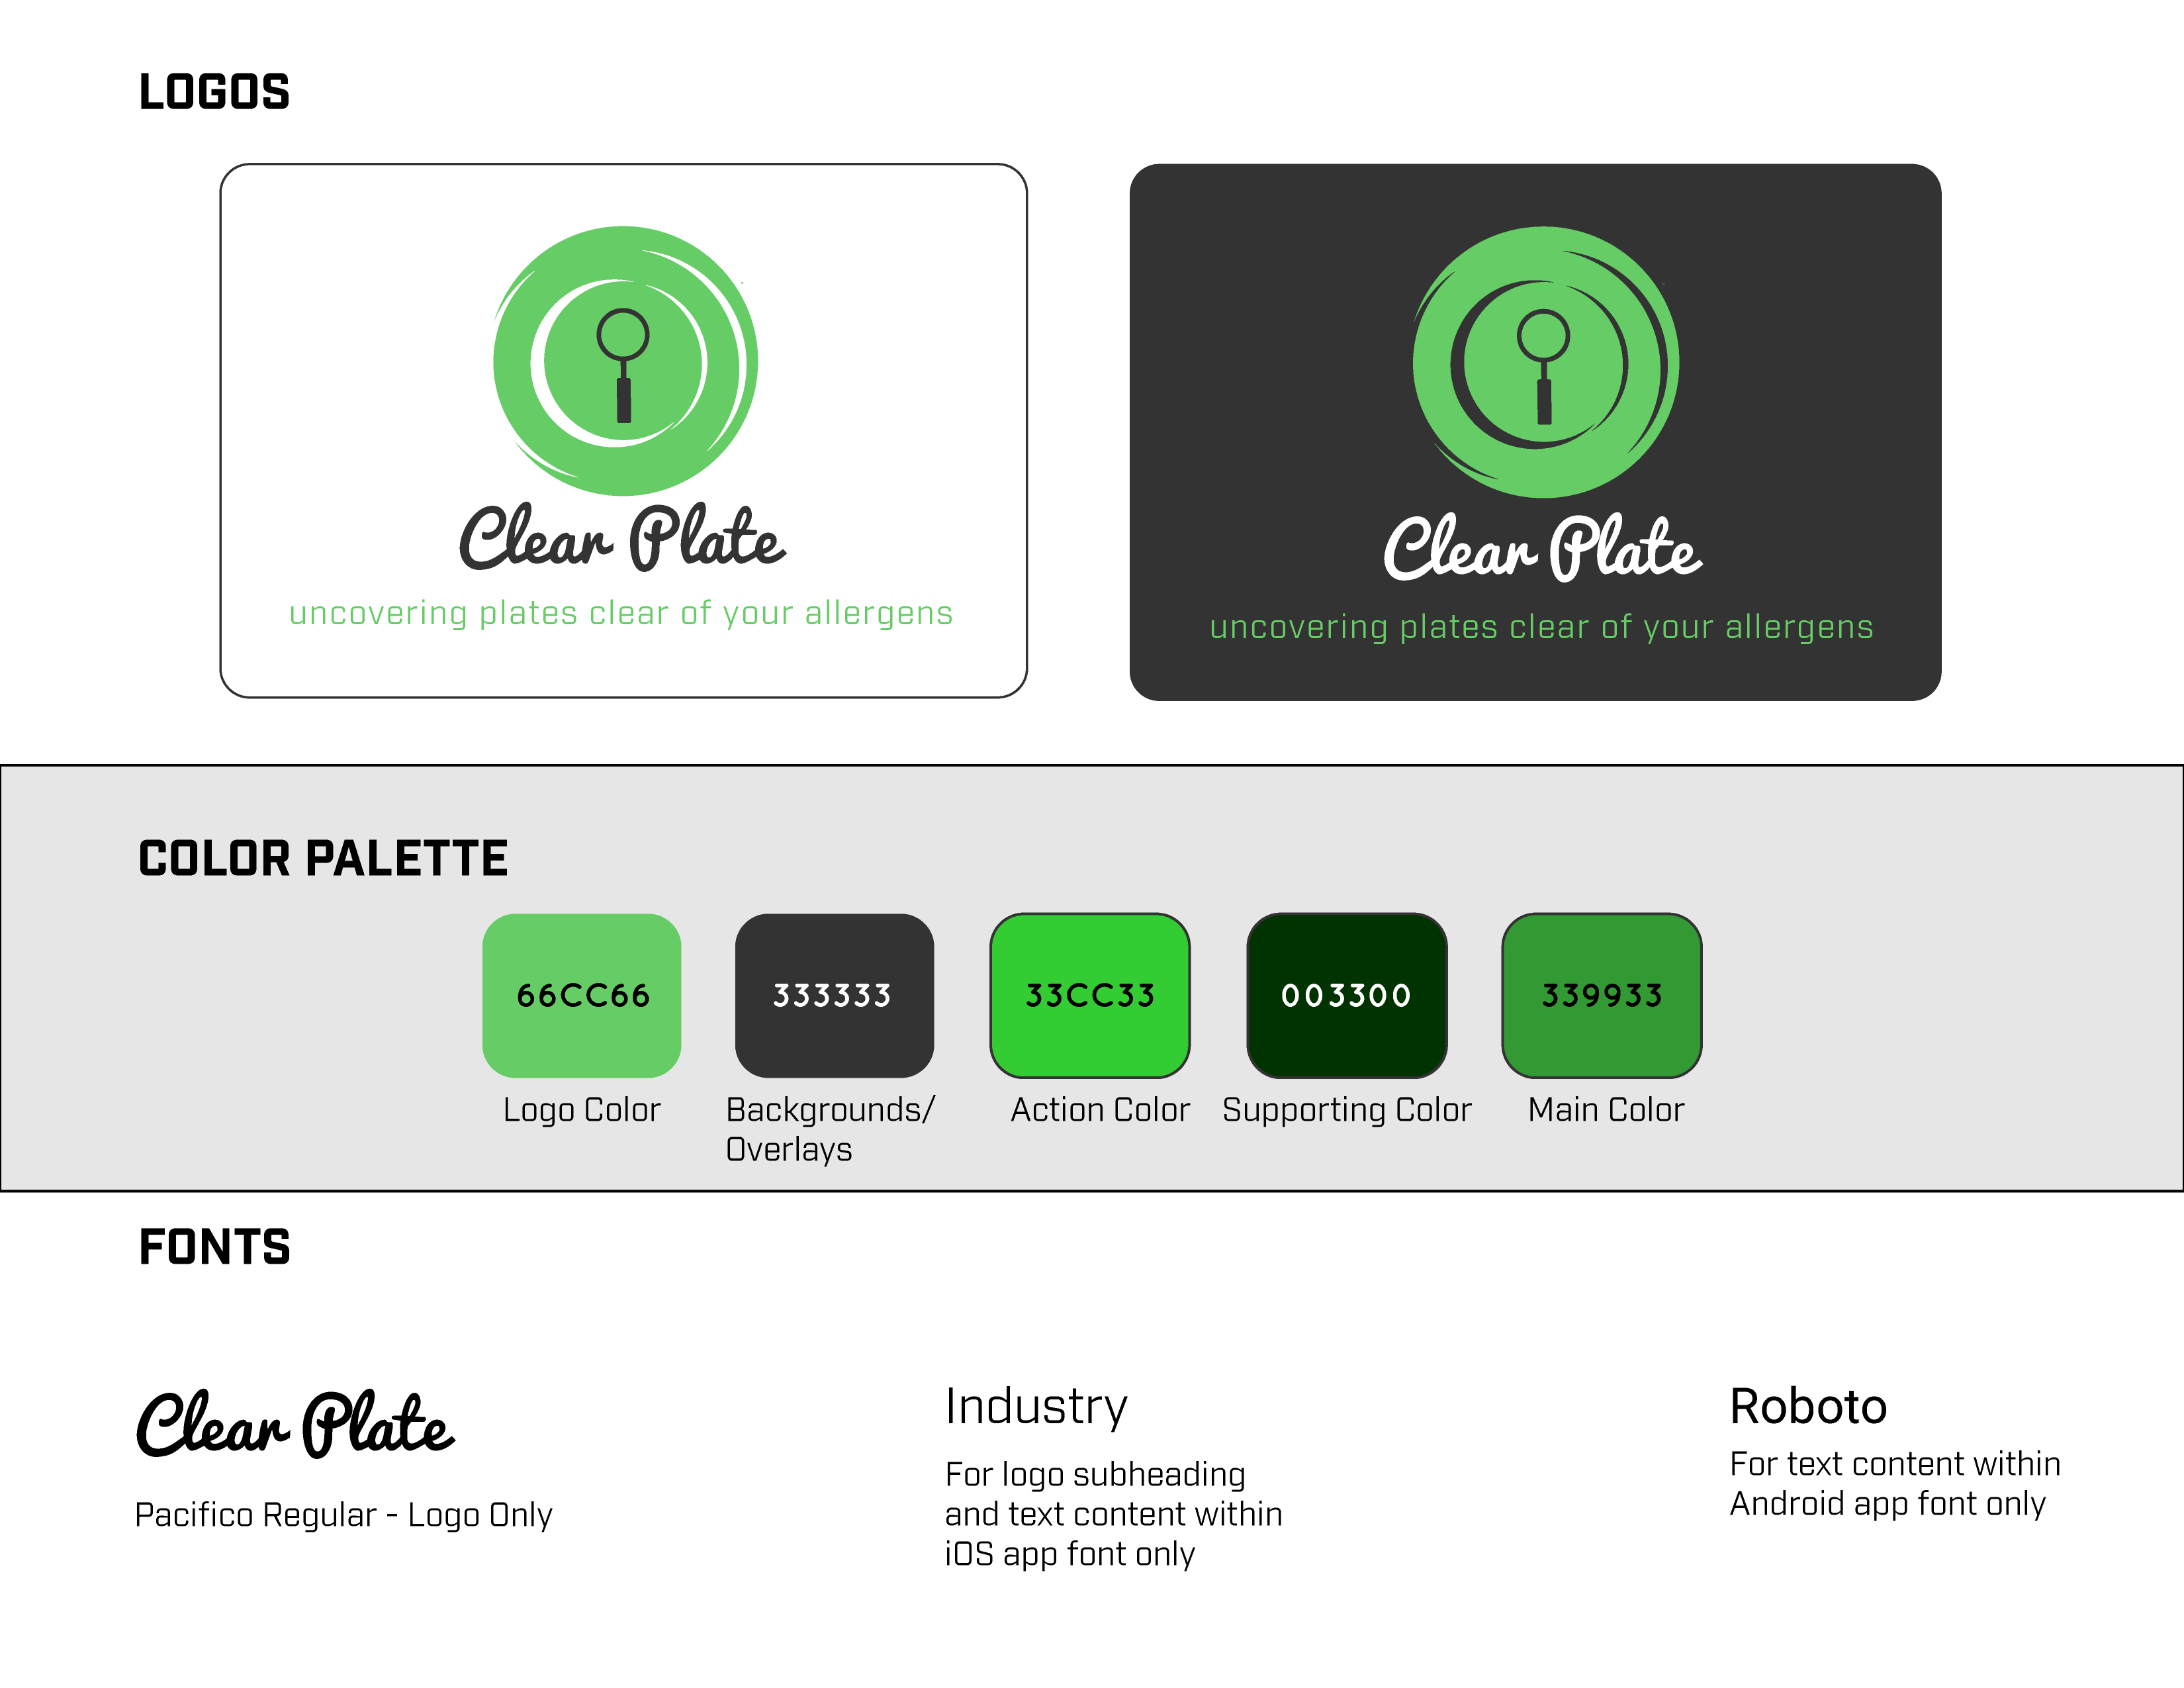 LOGOS
Clear Plate
uncovering plates clear of your allergens
Clear Plate
uncovering plates clear of your allergens
COLOR PALETTE
66CC66
333333
33CC33
003300
339933
Logo Color
Backgrounds/
Overlays
Action Color
Supporting Color
Main Color
FONTS
Clear Plate
Pacifico Regular - Logo Only
Industry
For logo subheading
and text content within
iOS app font only
Roboto
For text content within
Android app font only